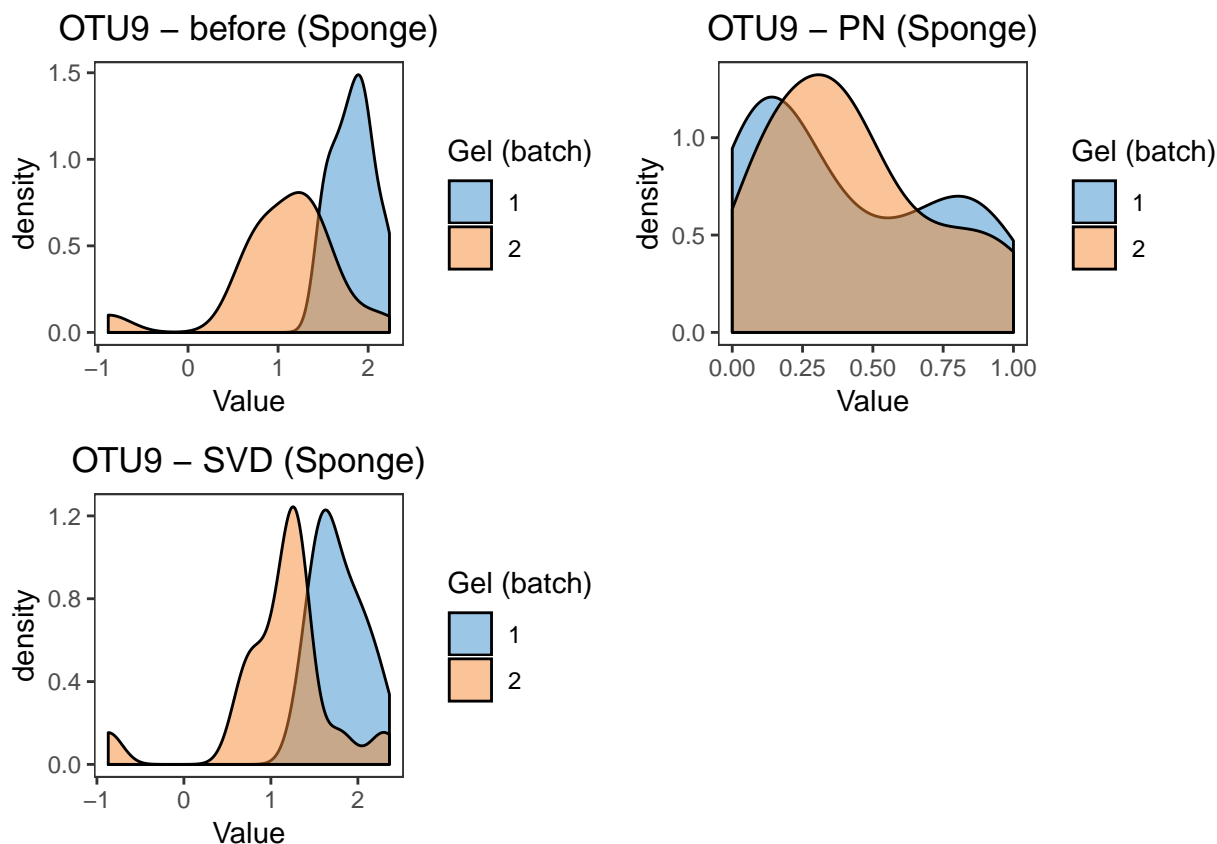 OTU9 – before (Sponge)
density
1.5
1.0
0.5
0.0
−1 0 1 2
Value
Gel (batch)
1
2
OTU9 – PN (Sponge)
density
1.0
0.5
0.0
0.00 0.25 0.50 0.75 1.00
Value
Gel (batch)
1
2
OTU9 – SVD (Sponge)
density
1.2
0.8
0.4
0.0
−1 0 1 2
Value
Gel (batch)
1
2